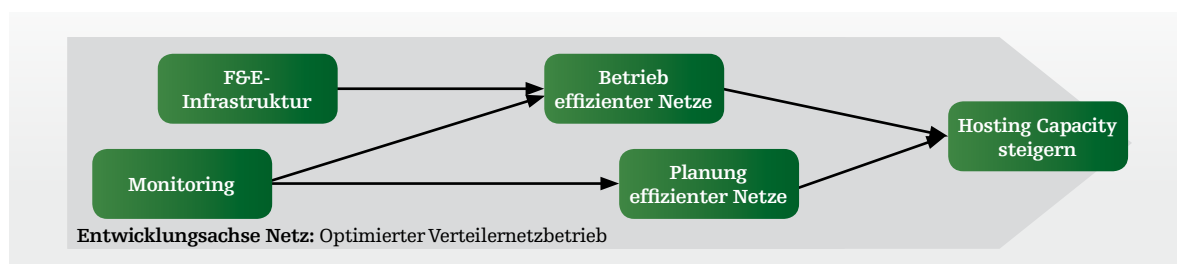 F&E-
Infrastruktur
Betrieb
effizienter Netze
Hosting Capacity
steigern
Monitoring
Planung
effizienter Netze
Entwicklungsachse Netz: Optimierter Verteilernetzbetrieb